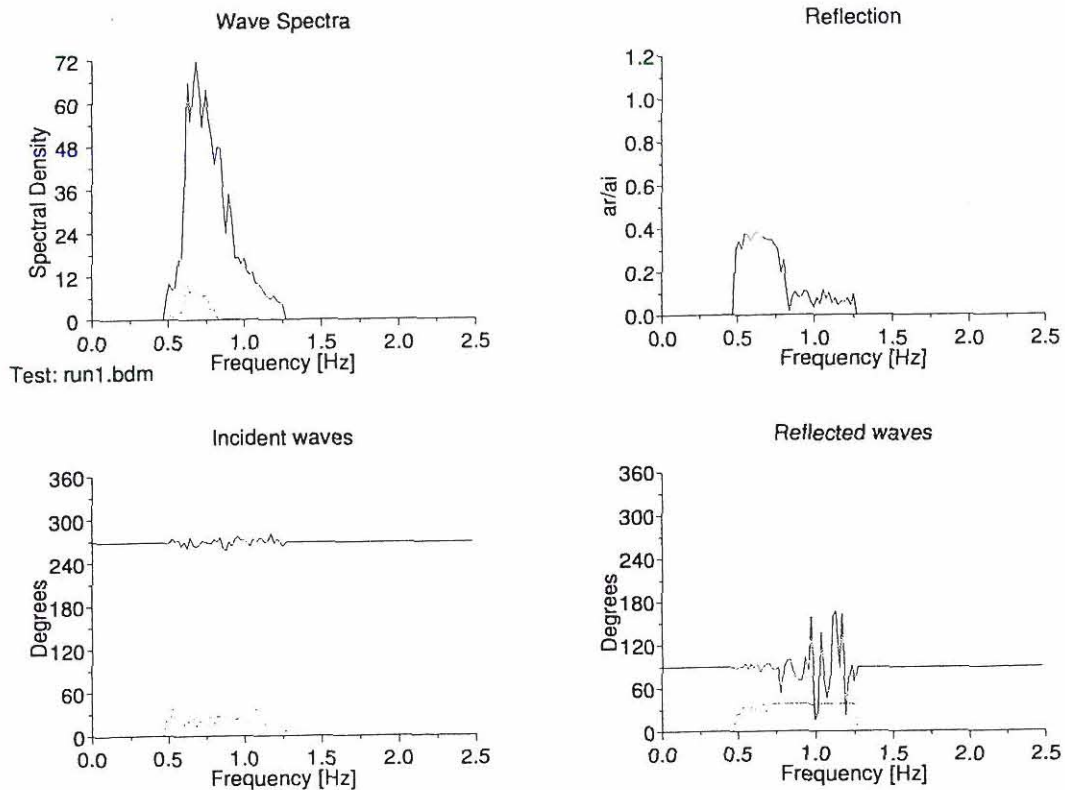 Wave Spectra
72
60
48
36
24
12
0
Spectral Density
0.0 0.5 1.0 1.5 2.0 2.5
Frequency [Hz]
Test: run1.bdm
Reflection
1.2
1.0
0.8
0.6
0.4
0.2
0.0
ar/ai
0.0 0.5 1.0 1.5 2.0 2.5
Frequency [Hz]
Incident waves
360
300
240
180
120
60
0
Degrees
0.0 0.5 1.0 1.5 2.0 2.5
Frequency [Hz]
Reflected waves
360
300
240
180
120
60
0
Degrees
0.0 0.5 1.0 1.5 2.0 2.5
Frequency [Hz]